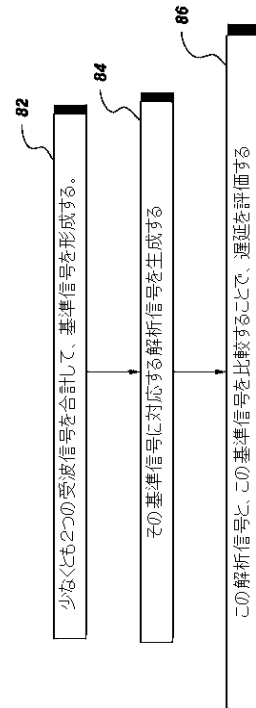 82
少なくとも2つの受波信号を合計して、基準信号を形成する。
84
その基準信号に対応する解析信号を生成する
86
この解析信号と、この基準信号を比較することで、遅延を評価する